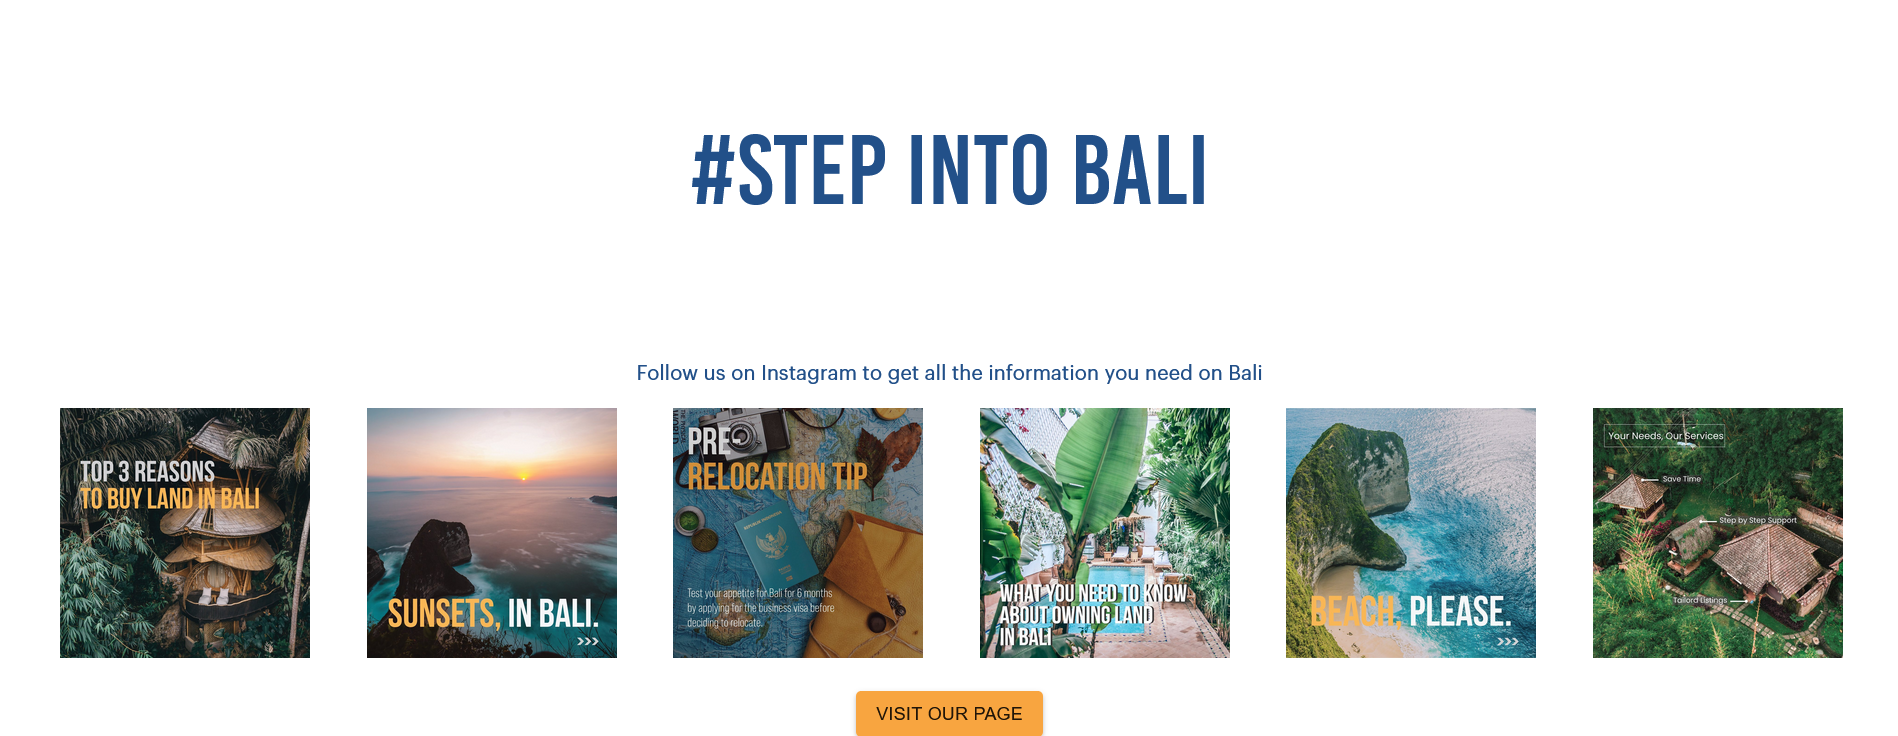 #STEP INTO BALI
Follow us on Instagram to get all the information you need on Bali
TOP 3 REASONS
TO BUY LAND IN BALI
SUNSETS, IN BALI.
>>>
PRE-
RELOCATION TIP
REPUBLIK INDONESIA
Test your appetite for Bali for 6 months
by applying for the business visa before
deciding to relocate.
WHAT YOU NEED TO KNOW
ABOUT OWNING LAND
IN BALI
BEACH, PLEASE.
>>>
Your Needs, Our Services
Save Time
Step by Step Support
Tailord Listings
VISIT OUR PAGE